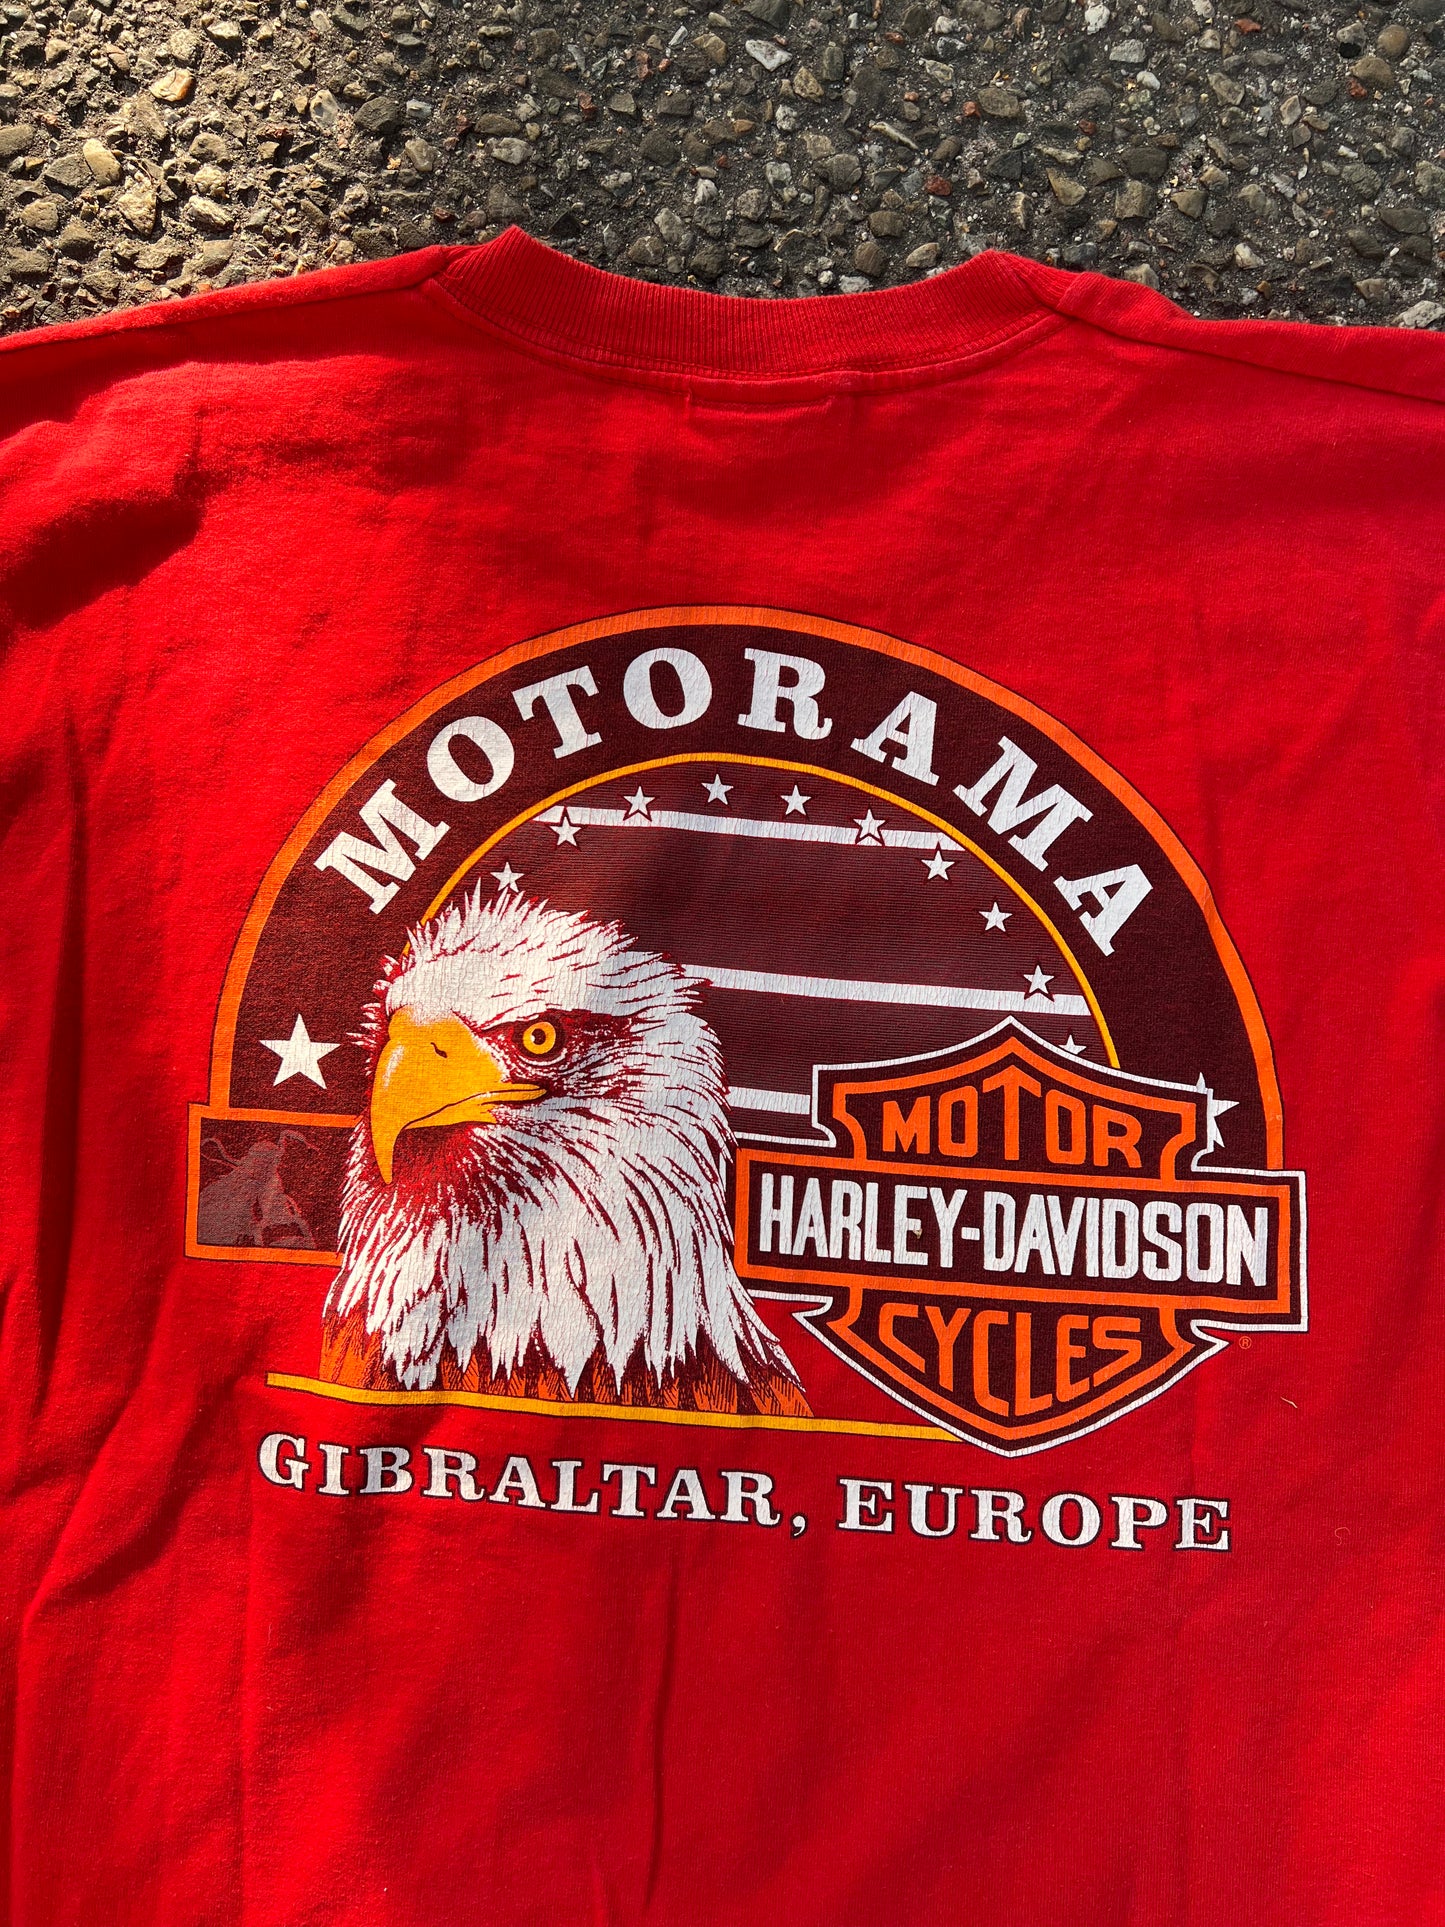 MOTORAMA
MOTOR
HARLEY-DAVIDSON
CYCLES
®
GIBRALTAR, EUROPE